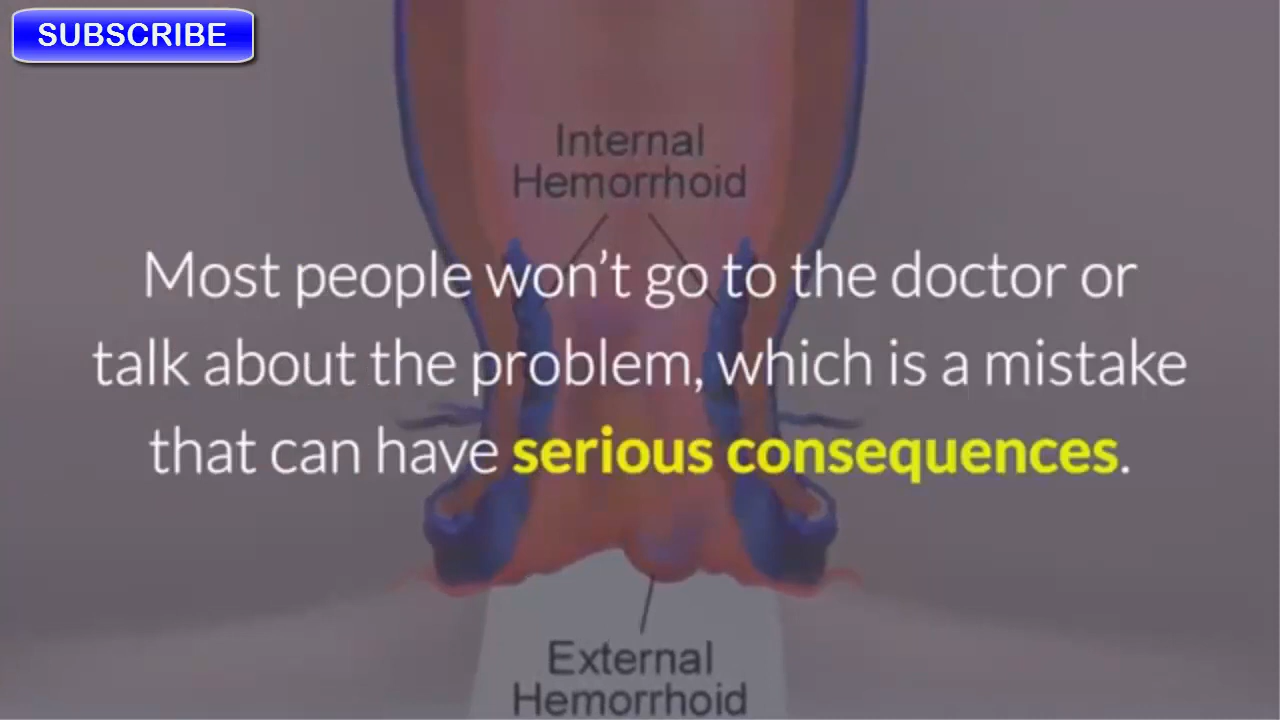 SUBSCRIBE
Internal
Hemorrhoid
Most people won’t go to the doctor or
talk about the problem, which is a mistake
that can have serious consequences.
External
Hemorrhoid